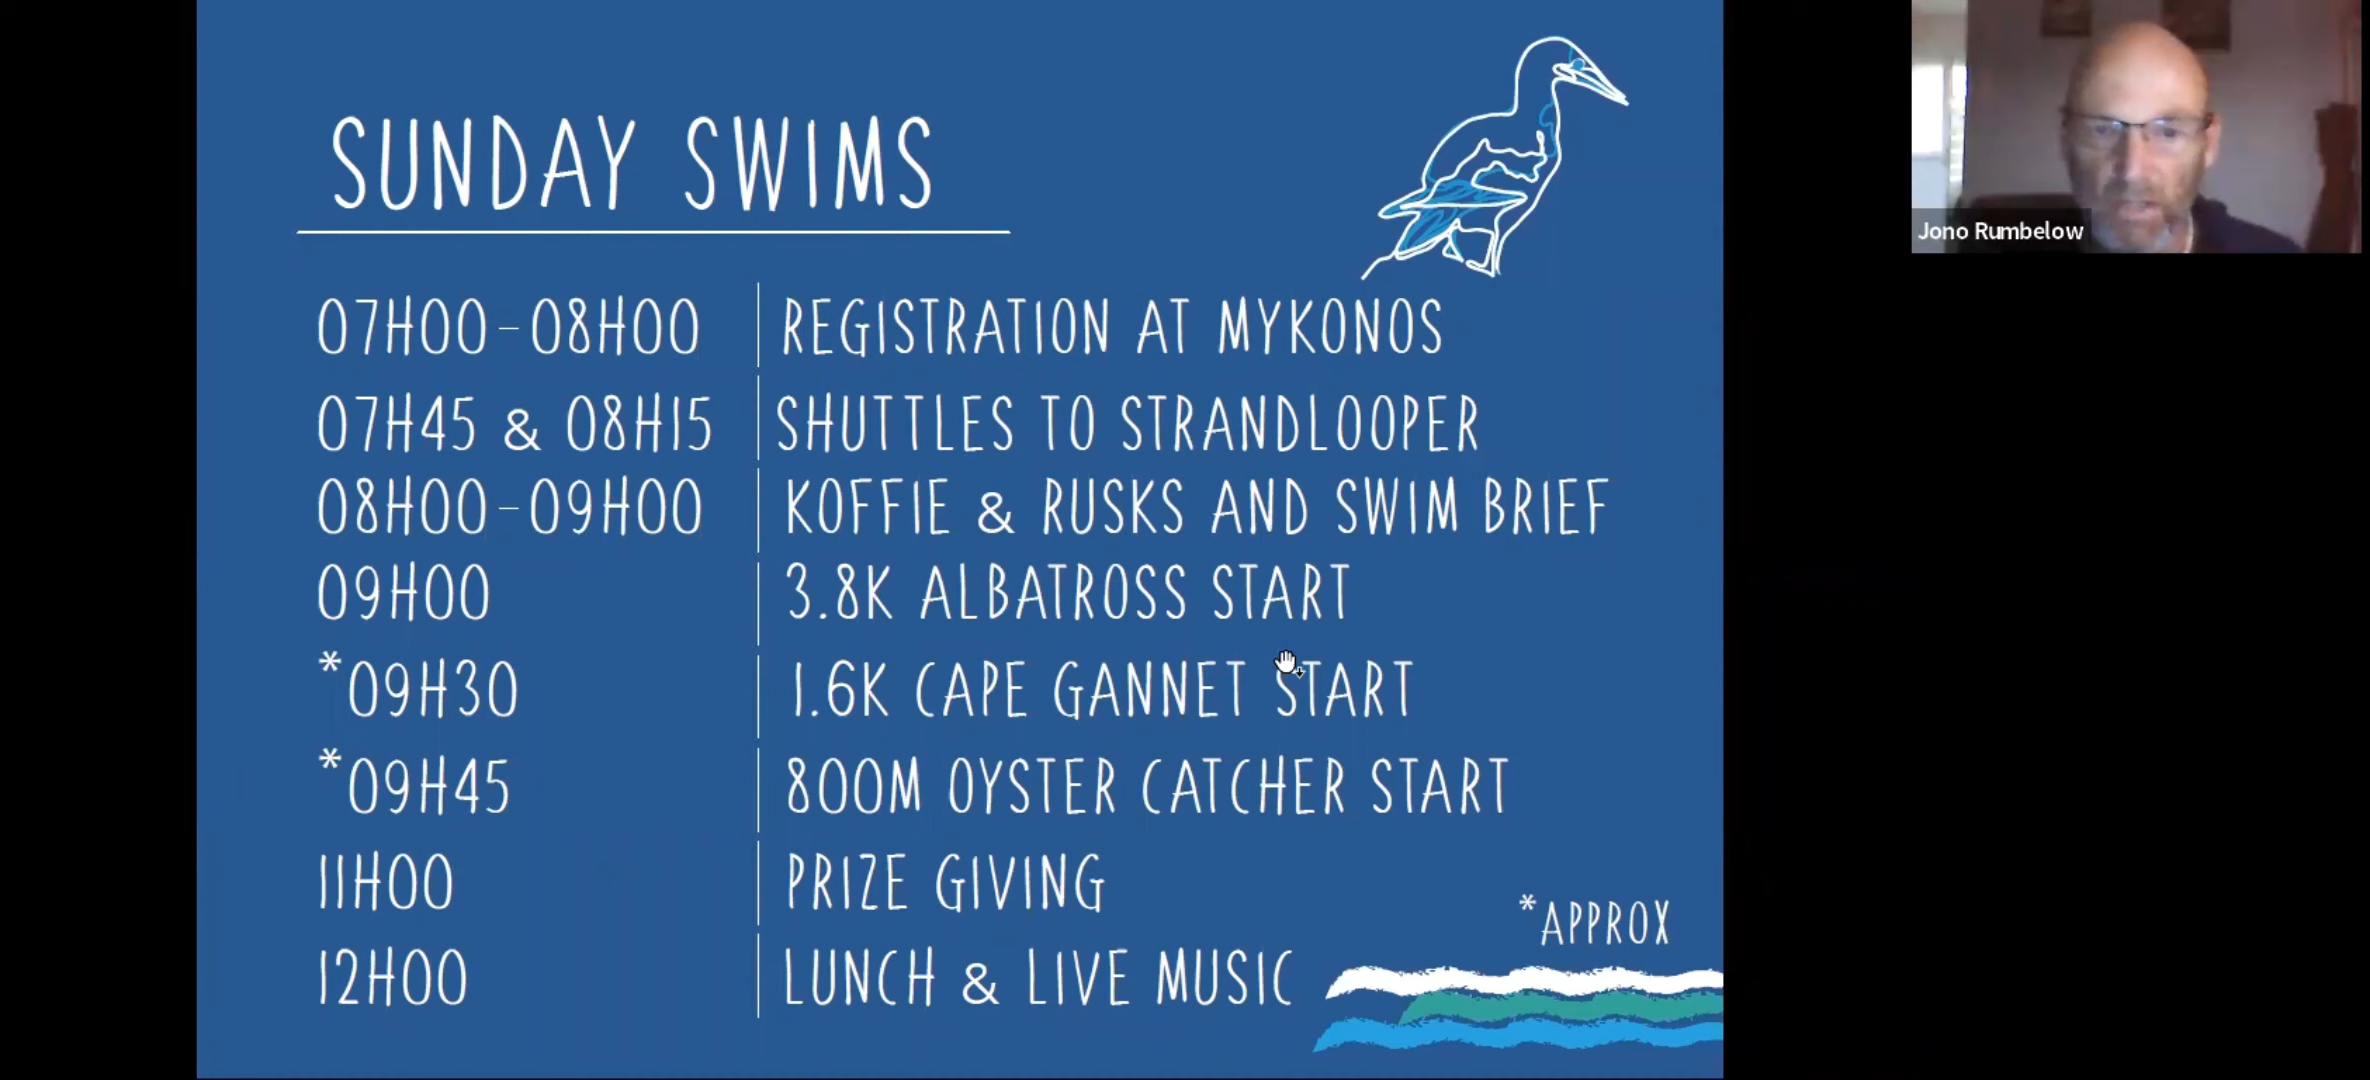 SUNDAY SWIMS
07H00-08H00 REGISTRATION AT MYKONOS
07H45 & 08H15 SHUTTLES TO STRANDLOOPER
08H00-09H00 KOFFIE & RUSKS AND SWIM BRIEF
09H00 3.8K ALBATROSS START
*09H30 1.6K CAPE GANNET START
*09H45 800M OYSTER CATCHER START
11H00 PRIZE GIVING
12H00 LUNCH & LIVE MUSIC
*APPROX
Jono Rumbelow